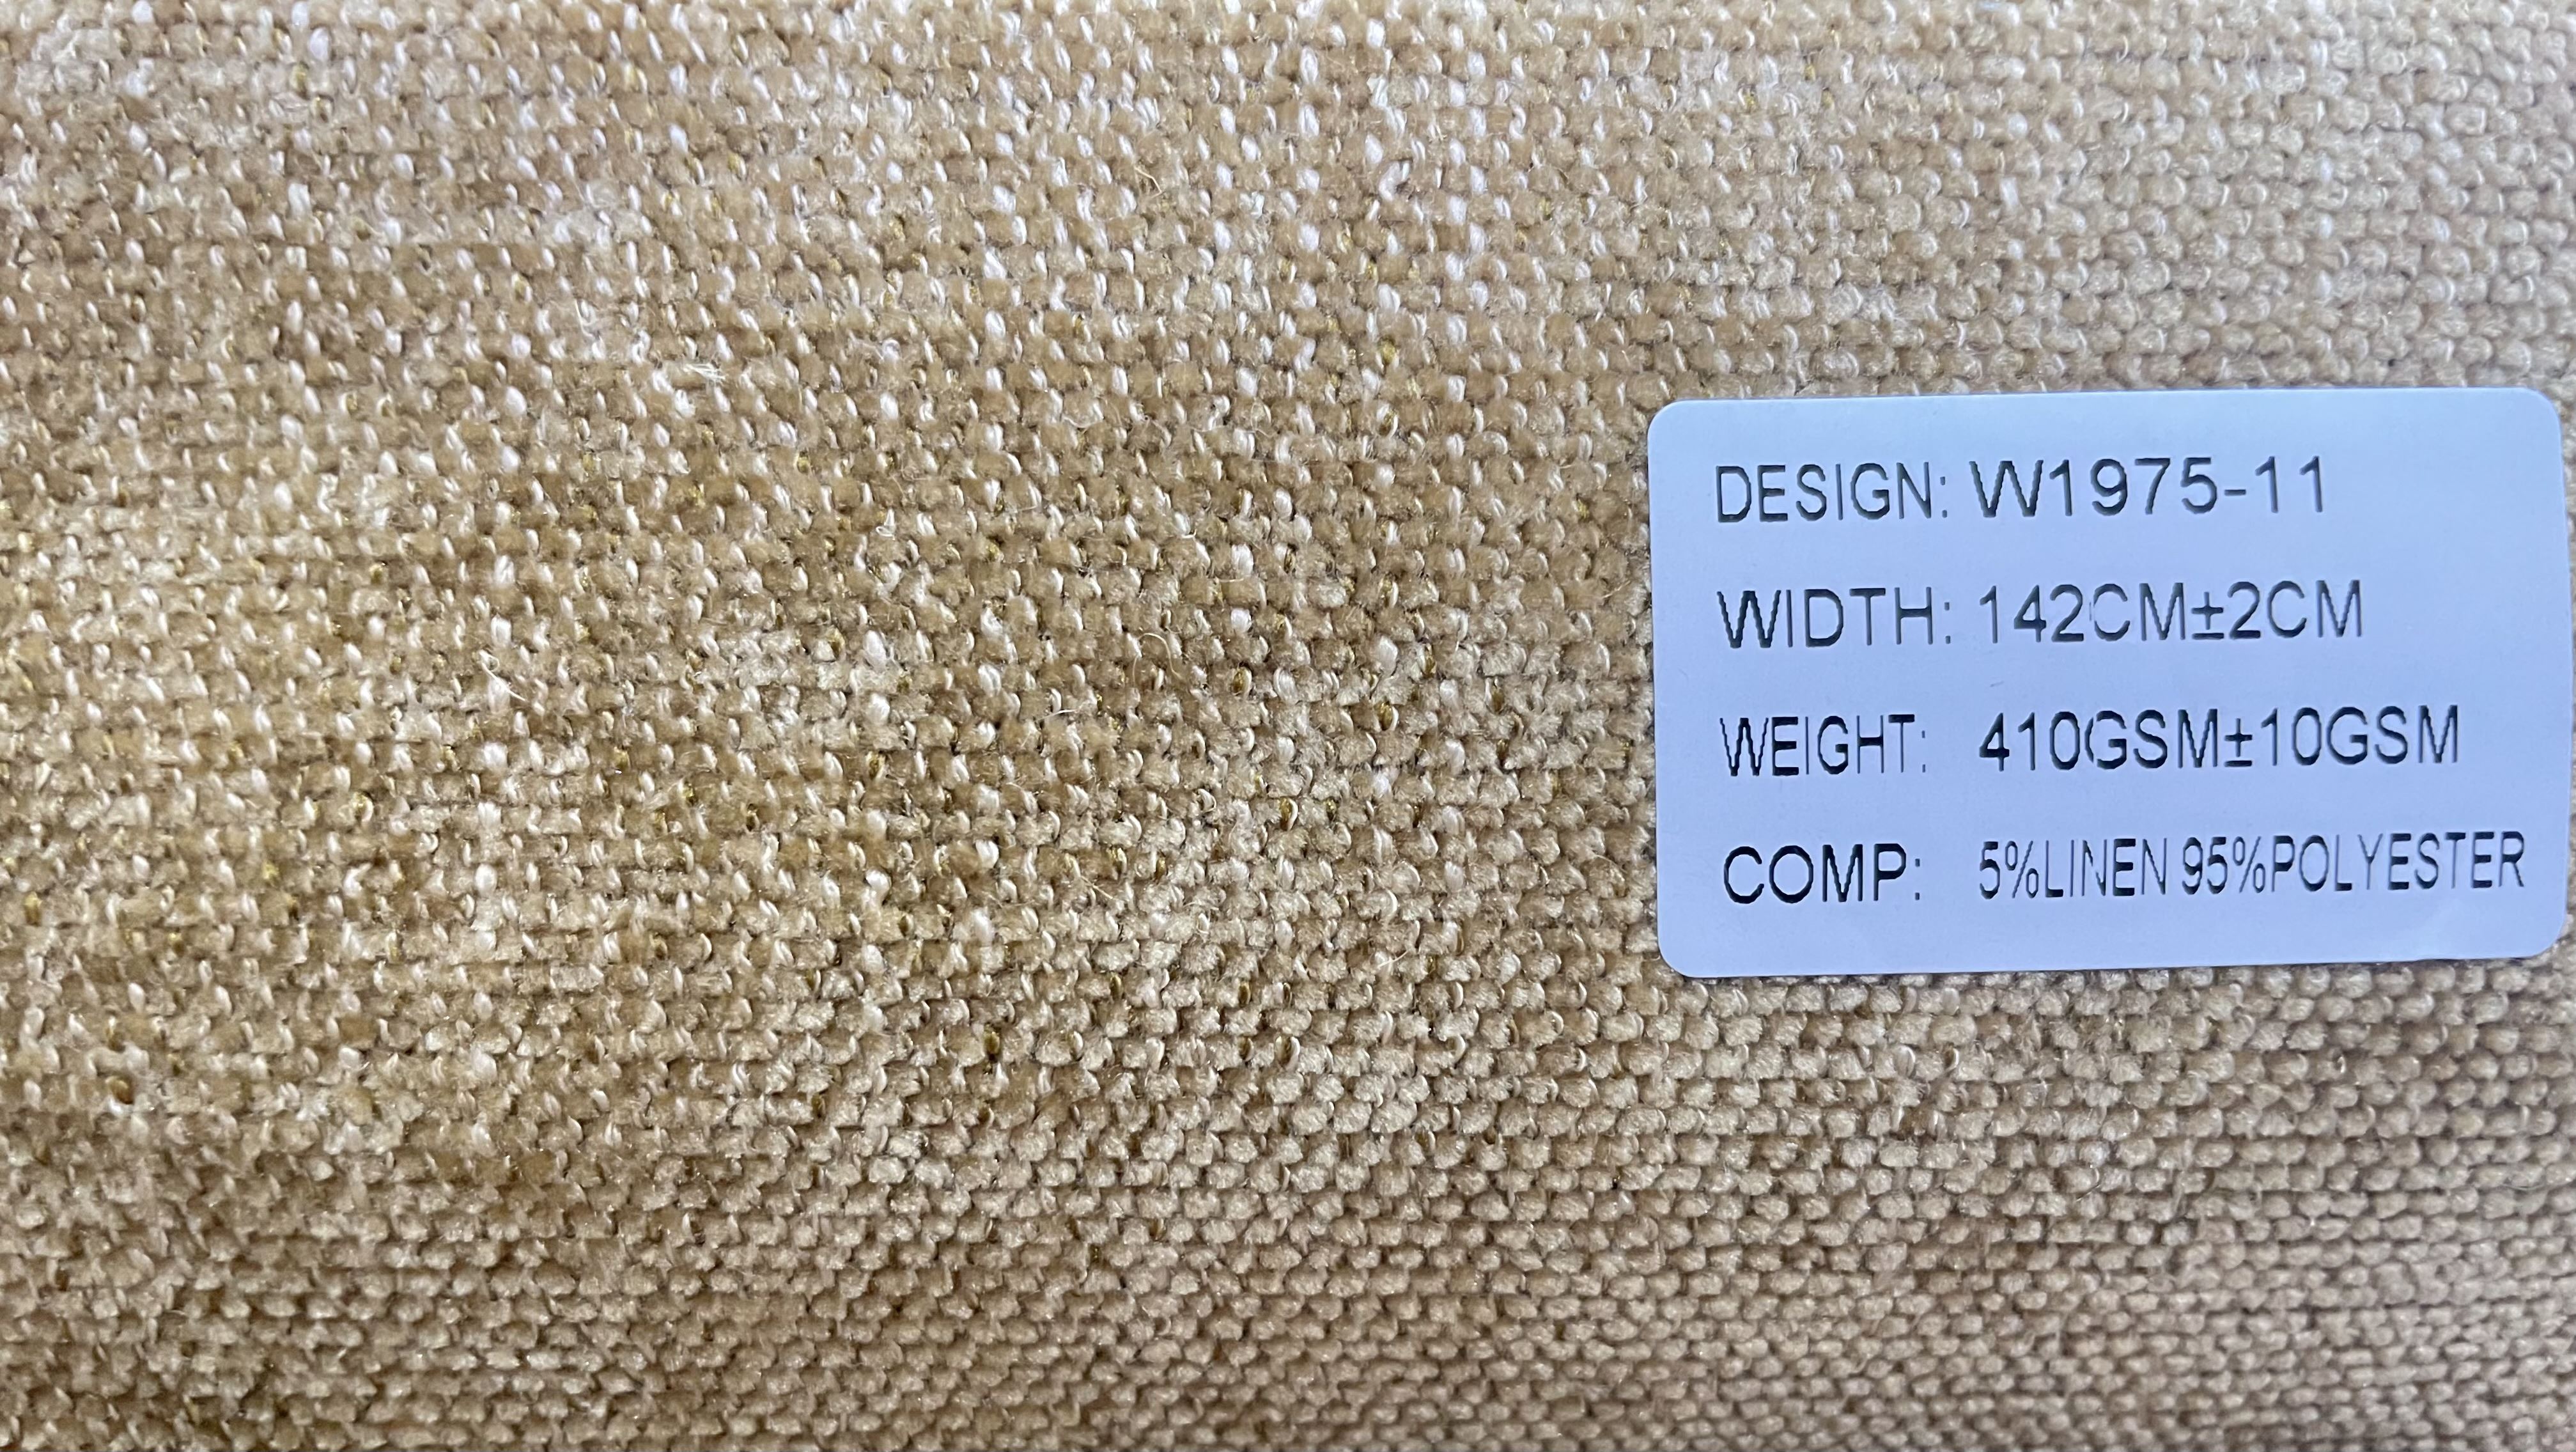 DESIGN: W1975-11
WIDTH: 142CM±2CM
WEIGHT: 410GSM±10GSM
COMP: 5%LINEN 95%POLYESTER